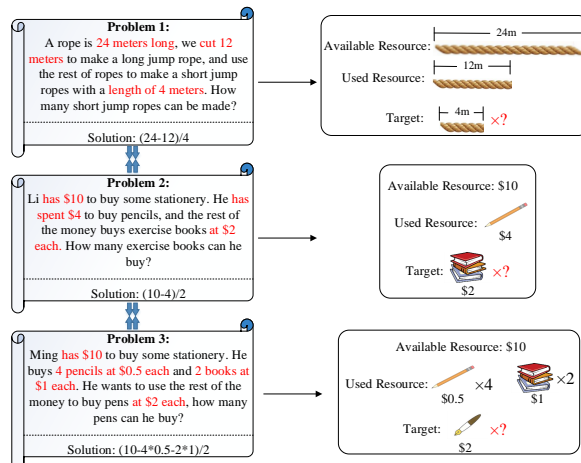 Problem 1:
A rope is 24 meters long, we cut 12
meters to make a long jump rope, and use
the rest of ropes to make a short jump
ropes with a length of 4 meters. How
many short jump ropes can be made?
Solution: (24-12)/4
24m
Available Resource:
12m
Used Resource:
4m
Target:
×?
Problem 2:
Li has $10 to buy some stationery. He has
spent $4 to buy pencils, and the rest of
the money buys exercise books at $2
each. How many exercise books can he
buy?
Solution: (10-4)/2
Available Resource: $10
Used Resource:
$4
Target:
×?
$2
Problem 3:
Ming has $10 to buy some stationery. He
buys 4 pencils at $0.5 each and 2 books at
$1 each. He wants to use the rest of the
money to buy pens at $2 each, how many
pens can he buy?
Solution: (10-4*0.5-2*1)/2
Available Resource: $10
Used Resource:
×4
×2
$0.5
$1
Target:
×?
$2